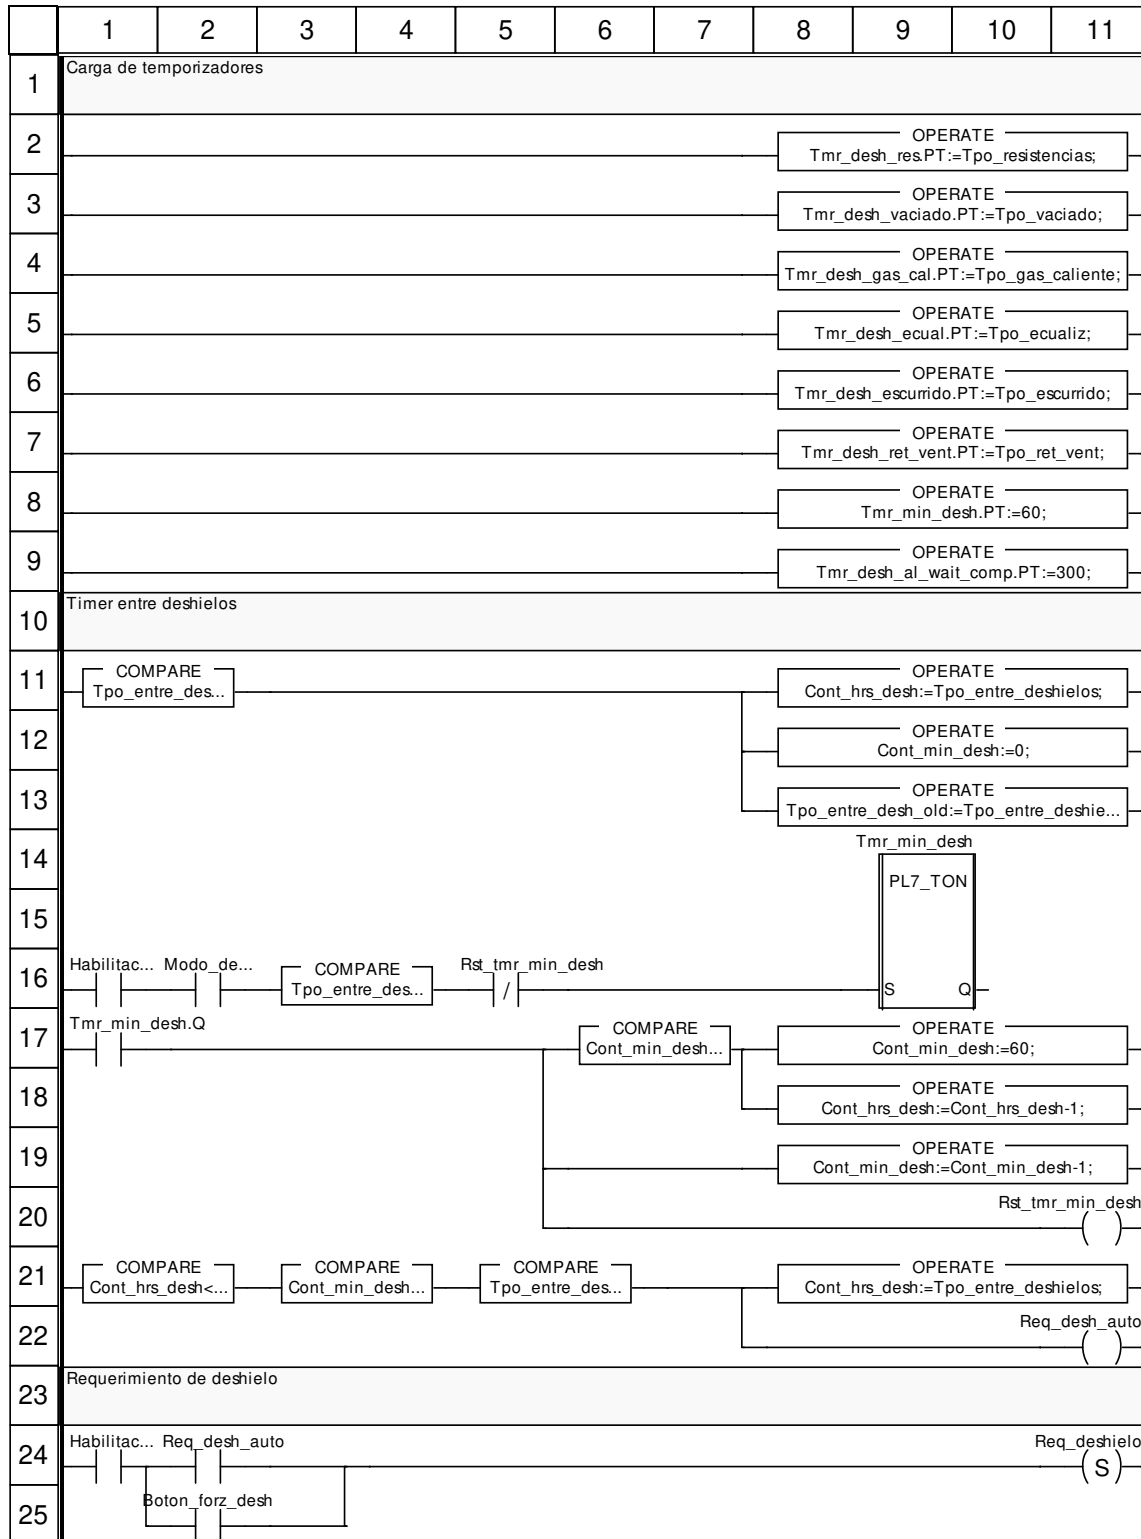 1 2 3 4 5 6 7 8 9 10 11
1 Carga de temporizadores
2 OPERATE
Tmr_desh_res.PT:=Tpo_resistencias;
3 OPERATE
Tmr_desh_vaciado.PT:=Tpo_vaciado;
4 OPERATE
Tmr_desh_gas_cal.PT:=Tpo_gas_caliente;
5 OPERATE
Tmr_desh_ecual.PT:=Tpo_ecualiz;
6 OPERATE
Tmr_desh_escurrido.PT:=Tpo_escurrido;
7 OPERATE
Tmr_desh_ret_vent.PT:=Tpo_ret_vent;
8 OPERATE
Tmr_min_desh.PT:=60;
9 OPERATE
Tmr_desh_al_wait_comp.PT:=300;
10 Timer entre deshielos
11 COMPARE OPERATE
Tpo_entre_des... Cont_hrs_desh:=Tpo_entre_deshielos;
12 OPERATE
Cont_min_desh:=0;
13 OPERATE
Tpo_entre_desh_old:=Tpo_entre_deshie...
14 Tmr_min_desh
PL7_TON
15
16 Habilitac... Modo_de... COMPARE Rst_tmr_min_desh
Tpo_entre_des... / S Q
17 Tmr_min_desh.Q COMPARE OPERATE
Cont_min_desh... Cont_min_desh:=60;
18 OPERATE
Cont_hrs_desh:=Cont_hrs_desh-1;
19 OPERATE
Cont_min_desh:=Cont_min_desh-1;
20 Rst_tmr_min_desh
21 COMPARE COMPARE COMPARE OPERATE
Cont_hrs_desh<... Cont_min_desh... Tpo_entre_des... Cont_hrs_desh:=Tpo_entre_deshielos;
22 Req_desh_auto
23 Requerimiento de deshielo
24 Habilitac... Req_desh_auto Req_deshielo
S
25 Boton_forz_desh